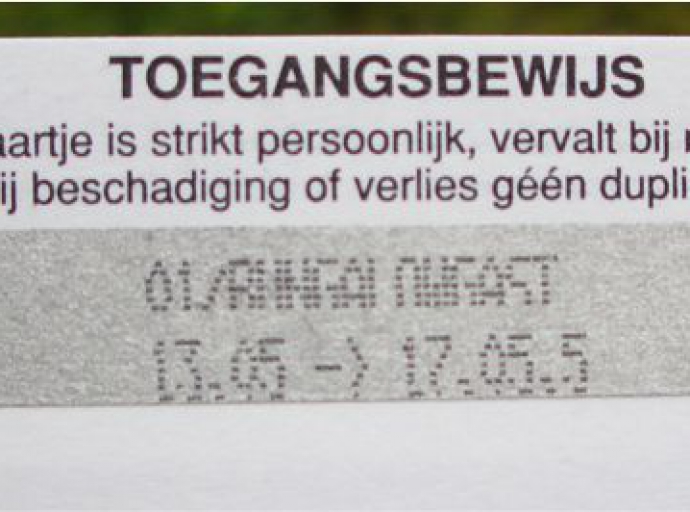 TOEGANGSBEWIJS
aartje is strikt persoonlijk, vervalt bij
ij beschadiging of verlies géén dupli
13.05 -> 17.05.5